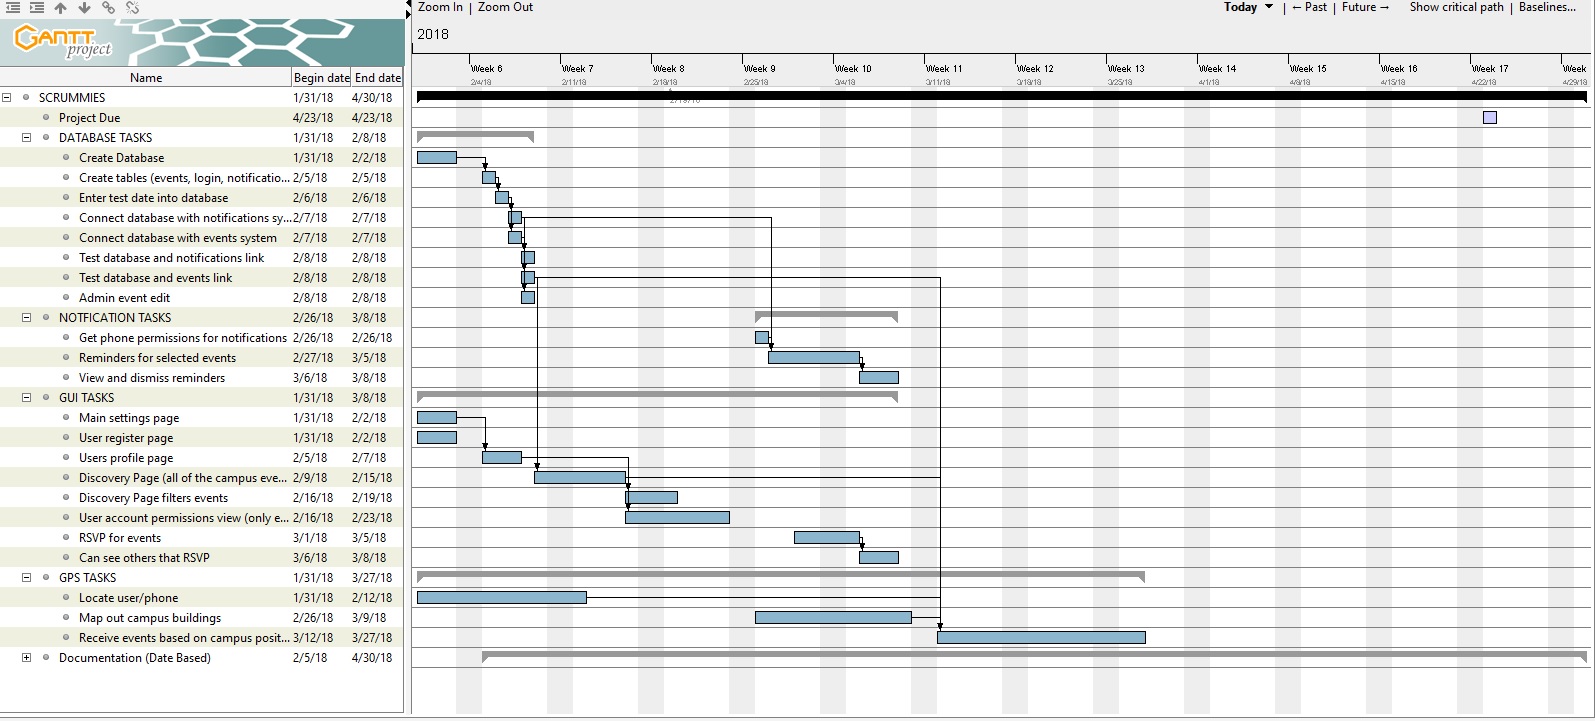 Zoom In | Zoom Out
Today | ← Past | Future → Show critical path | Baselines...
GANTT project
2018
Name Begin date End date
Week 6 Week 7 Week 8 Week 9 Week 10 Week 11 Week 12 Week 13 Week 14 Week 15 Week 16 Week 17 Week
2/4/18 2/11/18 2/18/18 2/25/18 3/4/18 3/11/18 3/18/18 3/25/18 4/1/18 4/8/18 4/15/18 4/22/18 4/29/18
SCRUMMIES 1/31/18 4/30/18
Project Due 4/23/18 4/23/18
DATABASE TASKS 1/31/18 2/8/18
Create Database 1/31/18 2/2/18
Create tables (events, login, notificatio... 2/5/18 2/5/18
Enter test date into database 2/6/18 2/6/18
Connect database with notifications sy... 2/7/18 2/7/18
Connect database with events system 2/7/18 2/7/18
Test database and notifications link 2/8/18 2/8/18
Test database and events link 2/8/18 2/8/18
Admin event edit 2/8/18 2/8/18
NOTFICATION TASKS 2/26/18 3/8/18
Get phone permissions for notifications 2/26/18 2/26/18
Reminders for selected events 2/27/18 3/5/18
View and dismiss reminders 3/6/18 3/8/18
GUI TASKS 1/31/18 3/8/18
Main settings page 1/31/18 2/2/18
User register page 1/31/18 2/2/18
Users profile page 2/5/18 2/7/18
Discovery Page (all of the campus eve... 2/9/18 2/15/18
Discovery Page filters events 2/16/18 2/19/18
User account permissions view (only e... 2/16/18 2/23/18
RSVP for events 3/1/18 3/5/18
Can see others that RSVP 3/6/18 3/8/18
GPS TASKS 1/31/18 3/27/18
Locate user/phone 1/31/18 2/12/18
Map out campus buildings 2/26/18 3/9/18
Receive events based on campus posit... 3/12/18 3/27/18
Documentation (Date Based) 2/5/18 4/30/18